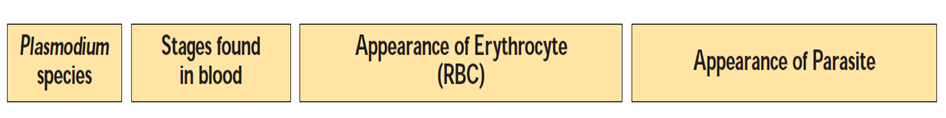 Plasmodium
species
Stages found
in blood
Appearance of Erythrocyte
(RBC)
Appearance of Parasite